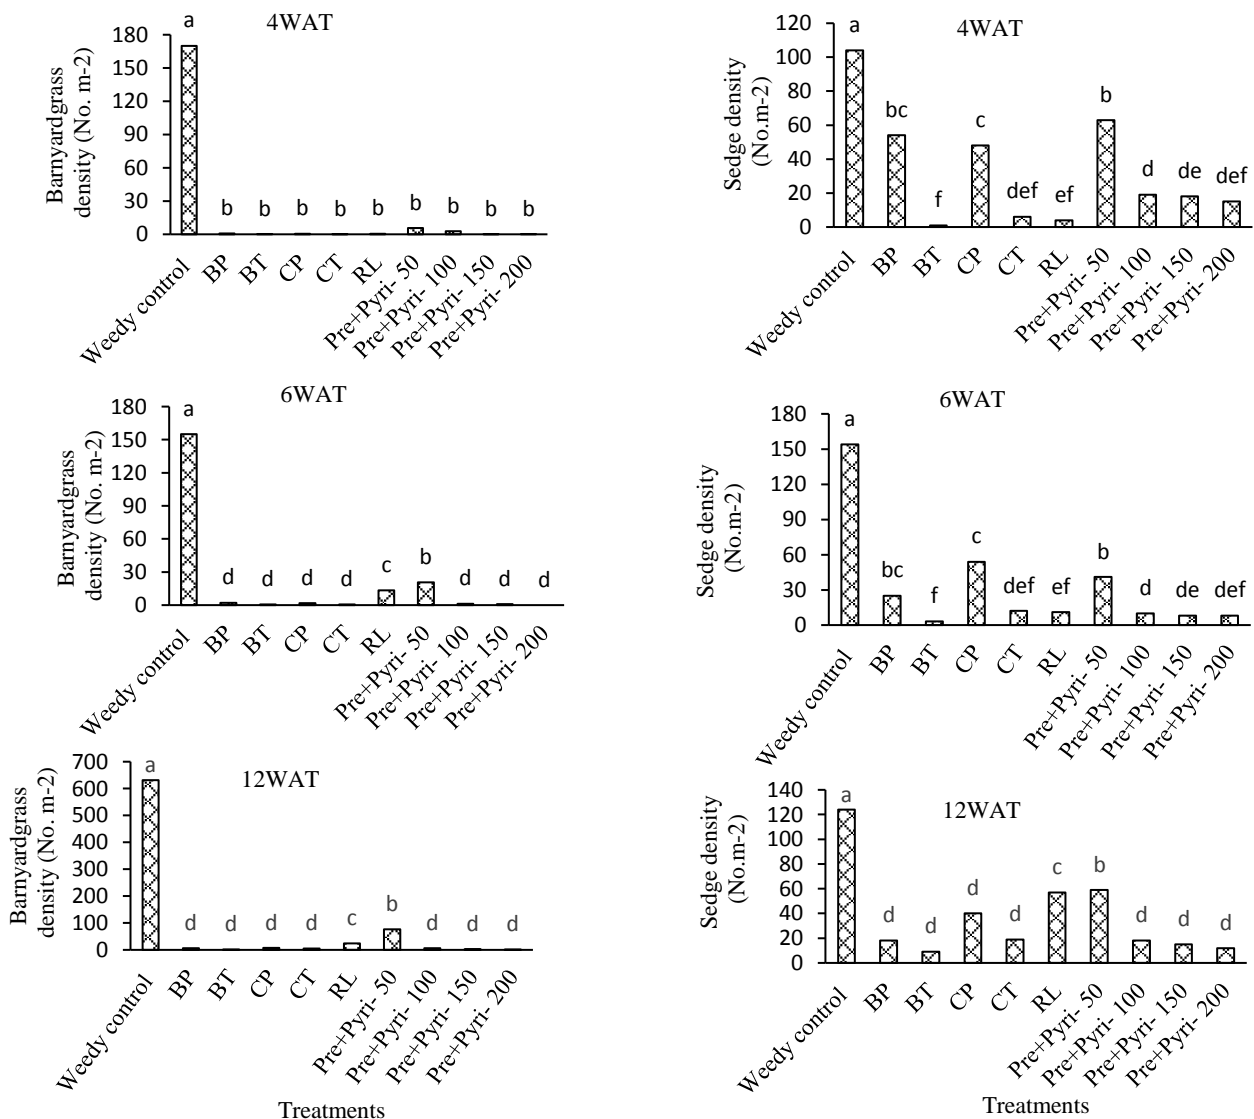 4WAT
Barnyardgrass
density (No. m-2)
180
150
120
90
60
30
0
a
b
b
b
b
b
b
b
b
b
Weedy control
BP
BT
CP
CT
RL
Pre+Pyri- 50
Pre+Pyri- 100
Pre+Pyri- 150
Pre+Pyri- 200
4WAT
Sedge density
(No.m-2)
120
100
80
60
40
20
0
a
bc
f
c
def
ef
b
d
de
def
Weedy control
BP
BT
CP
CT
RL
Pre+Pyri- 50
Pre+Pyri- 100
Pre+Pyri- 150
Pre+Pyri- 200
6WAT
Barnyardgrass
density (No. m-2)
180
150
120
90
60
30
0
a
d
d
d
d
c
b
d
d
d
Weedy control
BP
BT
CP
CT
RL
Pre+Pyri- 50
Pre+Pyri- 100
Pre+Pyri- 150
Pre+Pyri- 200
6WAT
Sedge density
(No.m-2)
180
150
120
90
60
30
0
a
bc
f
c
def
ef
b
d
de
def
Weedy control
BP
BT
CP
CT
RL
Pre+Pyri- 50
Pre+Pyri- 100
Pre+Pyri- 150
Pre+Pyri- 200
12WAT
Barnyardgrass
density (No. m-2)
700
600
500
400
300
200
100
0
a
d
d
d
d
c
b
d
d
d
Weedy control
BP
BT
CP
CT
RL
Pre+Pyri- 50
Pre+Pyri- 100
Pre+Pyri- 150
Pre+Pyri- 200
Treatments
12WAT
Sedge density
(No.m-2)
140
120
100
80
60
40
20
0
a
d
d
d
d
c
b
d
d
d
Weedy control
BP
BT
CP
CT
RL
Pre+Pyri- 50
Pre+Pyri- 100
Pre+Pyri- 150
Pre+Pyri- 200
Treatments